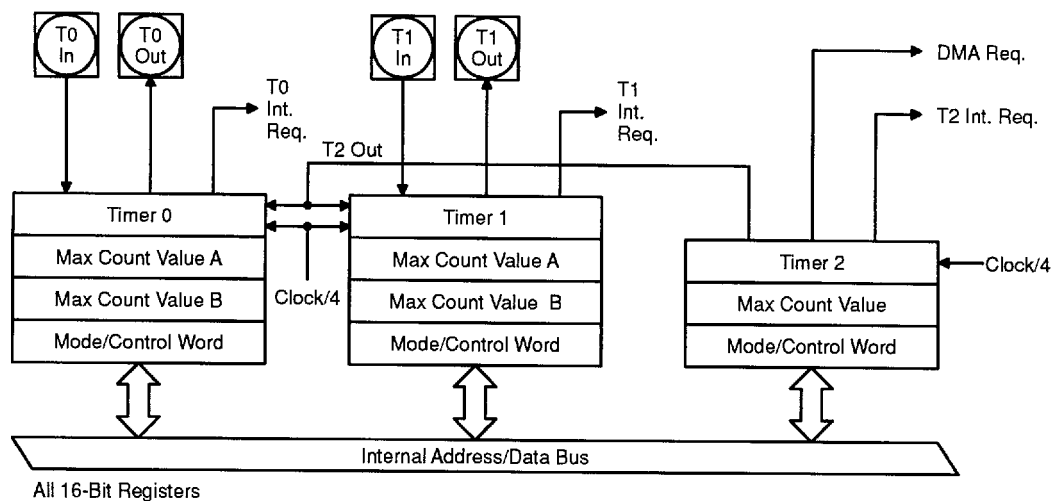 T0
In
T0
Out
T1
In
T1
Out
DMA Req.
T0
Int.
Req.
T1
Int.
Req.
T2 Int. Req.
T2 Out
Timer 0
Max Count Value A
Max Count Value B
Mode/Control Word
Clock/4
Timer 1
Max Count Value A
Max Count Value B
Mode/Control Word
Timer 2
Max Count Value
Mode/Control Word
Clock/4
Internal Address/Data Bus
All 16-Bit Registers